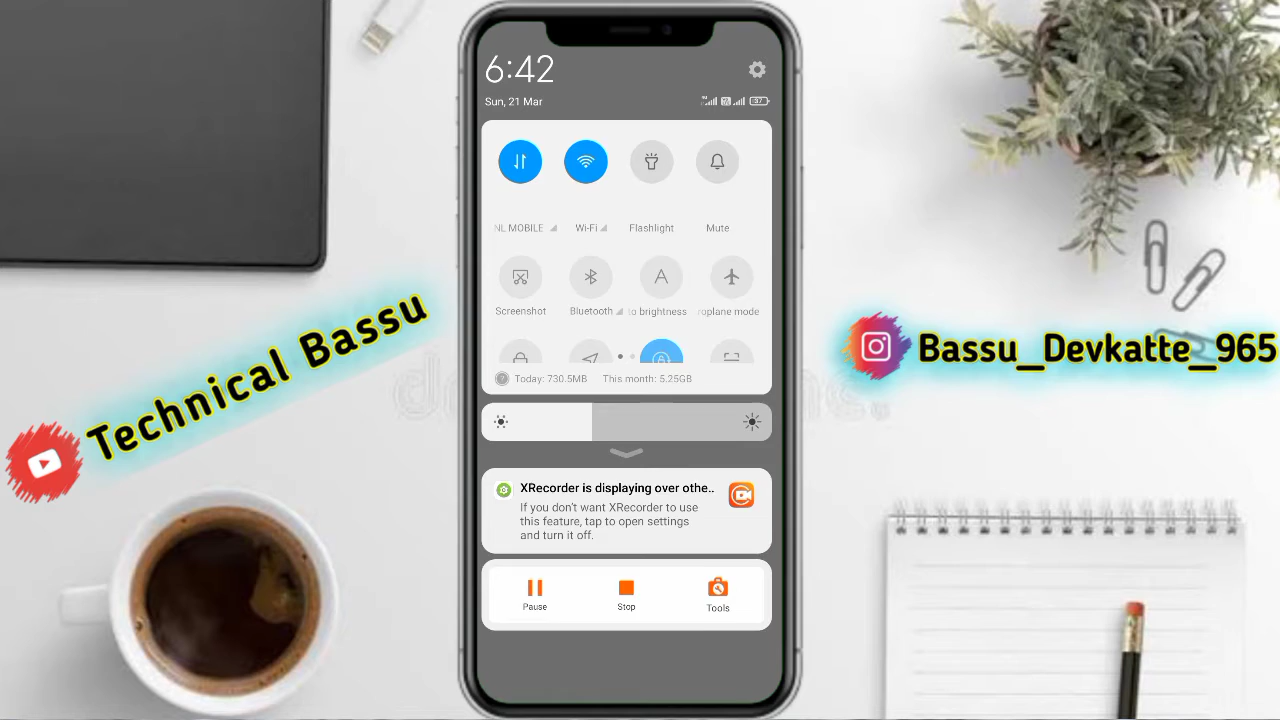 6:42
Sun, 21 Mar
37
NL MOBILE
Wi-Fi
Flashlight
Mute
Screenshot
Bluetooth
o brightness
roplane mode
Today: 730.5MB
This month: 5.25GB
XRecorder is displaying over othe..
If you don't want XRecorder to use
this feature, tap to open settings
and turn it off.
Pause
Stop
Tools
Technical Bassu
Bassu_Devkatte_965